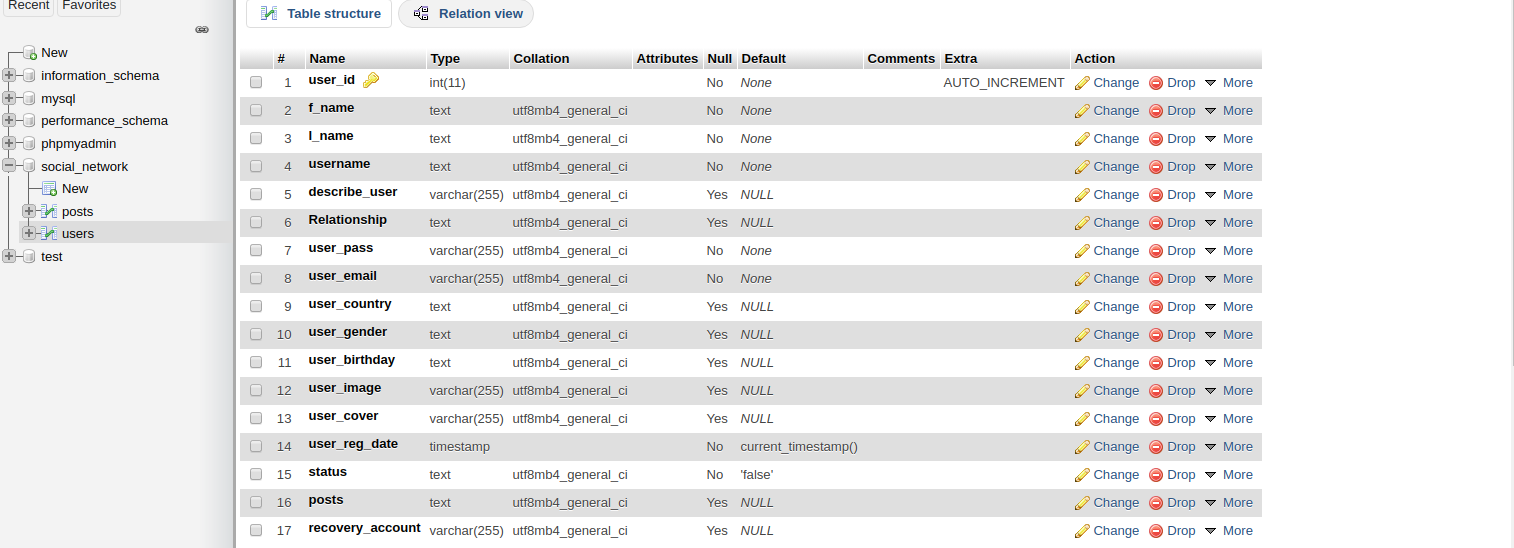 Recent Favorites
New
information_schema
mysql
performance_schema
phpmyadmin
social_network
New
posts
users
test
Table structure Relation view
# Name Type Collation Attributes Null Default Comments Extra Action
1 user_id int(11) No None AUTO_INCREMENT Change Drop More
2 f_name text utf8mb4_general_ci No None Change Drop More
3 l_name text utf8mb4_general_ci No None Change Drop More
4 username text utf8mb4_general_ci No None Change Drop More
5 describe_user varchar(255) utf8mb4_general_ci Yes NULL Change Drop More
6 Relationship text utf8mb4_general_ci Yes NULL Change Drop More
7 user_pass varchar(255) utf8mb4_general_ci No None Change Drop More
8 user_email varchar(255) utf8mb4_general_ci No None Change Drop More
9 user_country text utf8mb4_general_ci Yes NULL Change Drop More
10 user_gender text utf8mb4_general_ci Yes NULL Change Drop More
11 user_birthday text utf8mb4_general_ci Yes NULL Change Drop More
12 user_image varchar(255) utf8mb4_general_ci Yes NULL Change Drop More
13 user_cover varchar(255) utf8mb4_general_ci Yes NULL Change Drop More
14 user_reg_date timestamp No current_timestamp() Change Drop More
15 status text utf8mb4_general_ci No 'false' Change Drop More
16 posts text utf8mb4_general_ci Yes NULL Change Drop More
17 recovery_account varchar(255) utf8mb4_general_ci Yes NULL Change Drop More